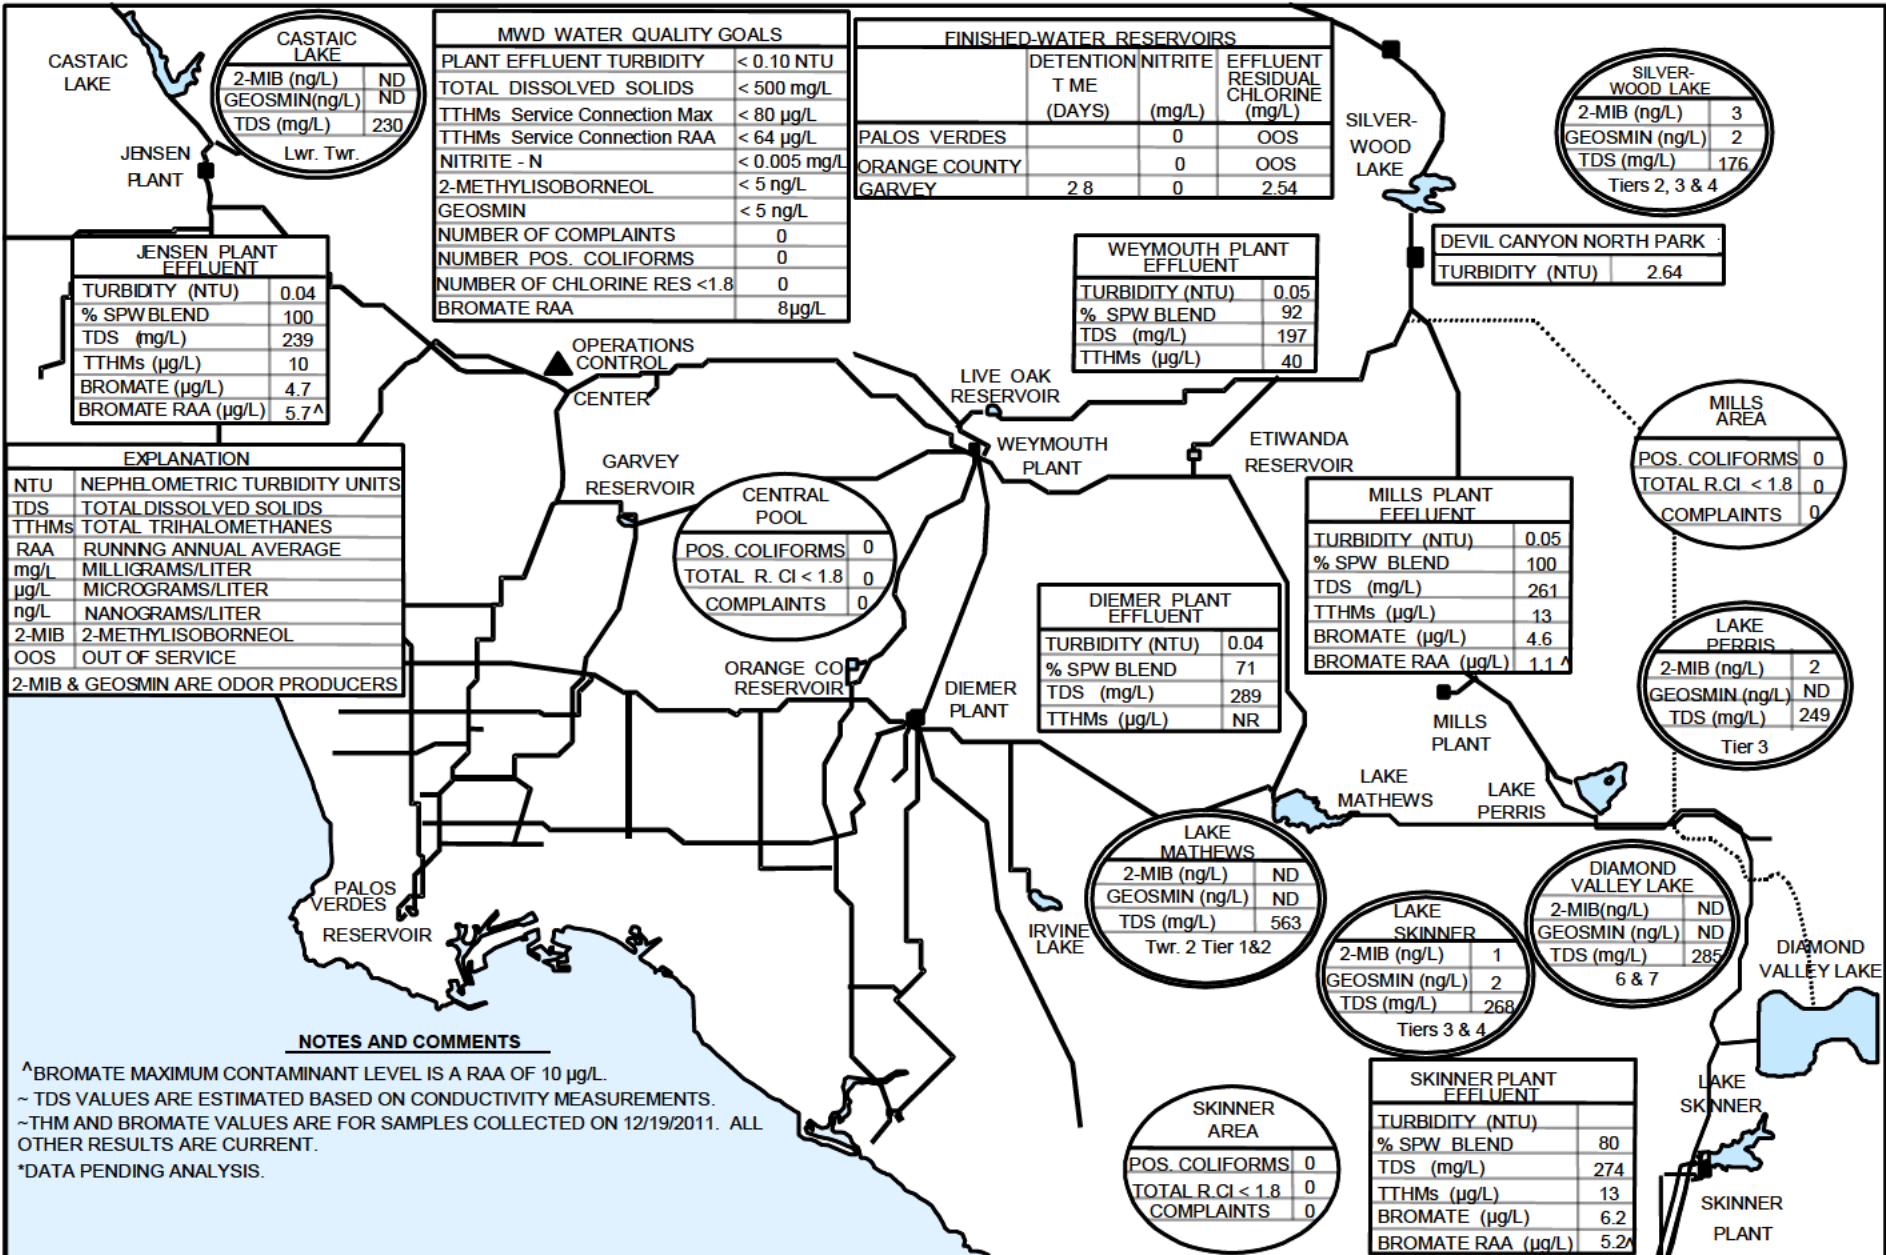 CASTAIC
LAKE
CASTAIC
LAKE
2-MIB (ng/L) ND
GEOSMIN(ng/L) ND
TDS (mg/L) 230
Lwr. Twr.
JENSEN
PLANT
MWD WATER QUALITY GOALS
PLANT EFFLUENT TURBIDITY < 0.10 NTU
TOTAL DISSOLVED SOLIDS < 500 mg/L
TTHMs Service Connection Max < 80 µg/L
TTHMs Service Connection RAA < 64 µg/L
NITRITE - N < 0.005 mg/L
2-METHYLISOBORNEOL < 5 ng/L
GEOSMIN < 5 ng/L
NUMBER OF COMPLAINTS 0
NUMBER POS. COLIFORMS 0
NUMBER OF CHLORINE RES <1.8 0
BROMATE RAA 8µg/L
FINISHED-WATER RESERVOIRS
DETENTION NITRITE EFFLUENT
RESIDUAL
T ME CHLORINE
(DAYS) (mg/L) (mg/L)
PALOS VERDES 0 OOS
ORANGE COUNTY 0 OOS
GARVEY 2 8 0 2.54
SILVER-
WOOD
LAKE
SILVER-
WOOD LAKE
2-MIB (ng/L) 3
GEOSMIN (ng/L) 2
TDS (mg/L) 176
Tiers 2, 3 & 4
DEVIL CANYON NORTH PARK
TURBIDITY (NTU) 2.64
JENSEN PLANT
EFFLUENT
TURBIDITY (NTU) 0.04
% SPW BLEND 100
TDS (mg/L) 239
TTHMs (µg/L) 10
BROMATE (µg/L) 4.7
BROMATE RAA (µg/L) 5.7^
WEYMOUTH PLANT
EFFLUENT
TURBIDITY (NTU) 0.05
% SPW BLEND 92
TDS (mg/L) 197
TTHMs (µg/L) 40
OPERATIONS
CONTROL
CENTER
LIVE OAK
RESERVOIR
WEYMOUTH
PLANT
ETIWANDA
RESERVOIR
MILLS
AREA
POS. COLIFORMS 0
TOTAL R.Cl < 1.8 0
COMPLAINTS 0
EXPLANATION
NTU NEPHELOMETRIC TURBIDITY UNITS
TDS TOTAL DISSOLVED SOLIDS
TTHMs TOTAL TRIHALOMETHANES
RAA RUNNING ANNUAL AVERAGE
mg/L MILLIGRAMS/LITER
µg/L MICROGRAMS/LITER
ng/L NANOGRAMS/LITER
2-MIB 2-METHYLISOBORNEOL
OOS OUT OF SERVICE
2-MIB & GEOSMIN ARE ODOR PRODUCERS
GARVEY
RESERVOIR
CENTRAL
POOL
POS. COLIFORMS 0
TOTAL R. Cl < 1.8 0
COMPLAINTS 0
MILLS PLANT
EFFLUENT
TURBIDITY (NTU) 0.05
% SPW BLEND 100
TDS (mg/L) 261
TTHMs (µg/L) 13
BROMATE (µg/L) 4.6
BROMATE RAA (µg/L) 1.1 ^
DIEMER PLANT
EFFLUENT
TURBIDITY (NTU) 0.04
% SPW BLEND 71
TDS (mg/L) 289
TTHMs (µg/L) NR
LAKE
PERRIS
2-MIB (ng/L) 2
GEOSMIN (ng/L) ND
TDS (mg/L) 249
Tier 3
ORANGE CO
RESERVOIR
DIEMER
PLANT
MILLS
PLANT
LAKE
MATHEWS
LAKE
PERRIS
LAKE
MATHEWS
2-MIB (ng/L) ND
GEOSMIN (ng/L) ND
TDS (mg/L) 563
Twr. 2 Tier 1&2
DIAMOND
VALLEY LAKE
2-MIB(ng/L) ND
GEOSMIN (ng/L) ND
TDS (mg/L) 285
6 & 7
PALOS
VERDES
RESERVOIR
IRVINE
LAKE
LAKE
SKINNER
2-MIB (ng/L) 1
GEOSMIN (ng/L) 2
TDS (mg/L) 268
Tiers 3 & 4
DIAMOND
VALLEY LAKE
NOTES AND COMMENTS
^BROMATE MAXIMUM CONTAMINANT LEVEL IS A RAA OF 10 µg/L.
~ TDS VALUES ARE ESTIMATED BASED ON CONDUCTIVITY MEASUREMENTS.
~THM AND BROMATE VALUES ARE FOR SAMPLES COLLECTED ON 12/19/2011. ALL
OTHER RESULTS ARE CURRENT.
*DATA PENDING ANALYSIS.
SKINNER
AREA
POS. COLIFORMS 0
TOTAL R.Cl < 1.8 0
COMPLAINTS 0
SKINNER PLANT
EFFLUENT
TURBIDITY (NTU)
% SPW BLEND 80
TDS (mg/L) 274
TTHMs (µg/L) 13
BROMATE (µg/L) 6.2
BROMATE RAA (µg/L) 5.2^
LAKE
SKINNER
SKINNER
PLANT